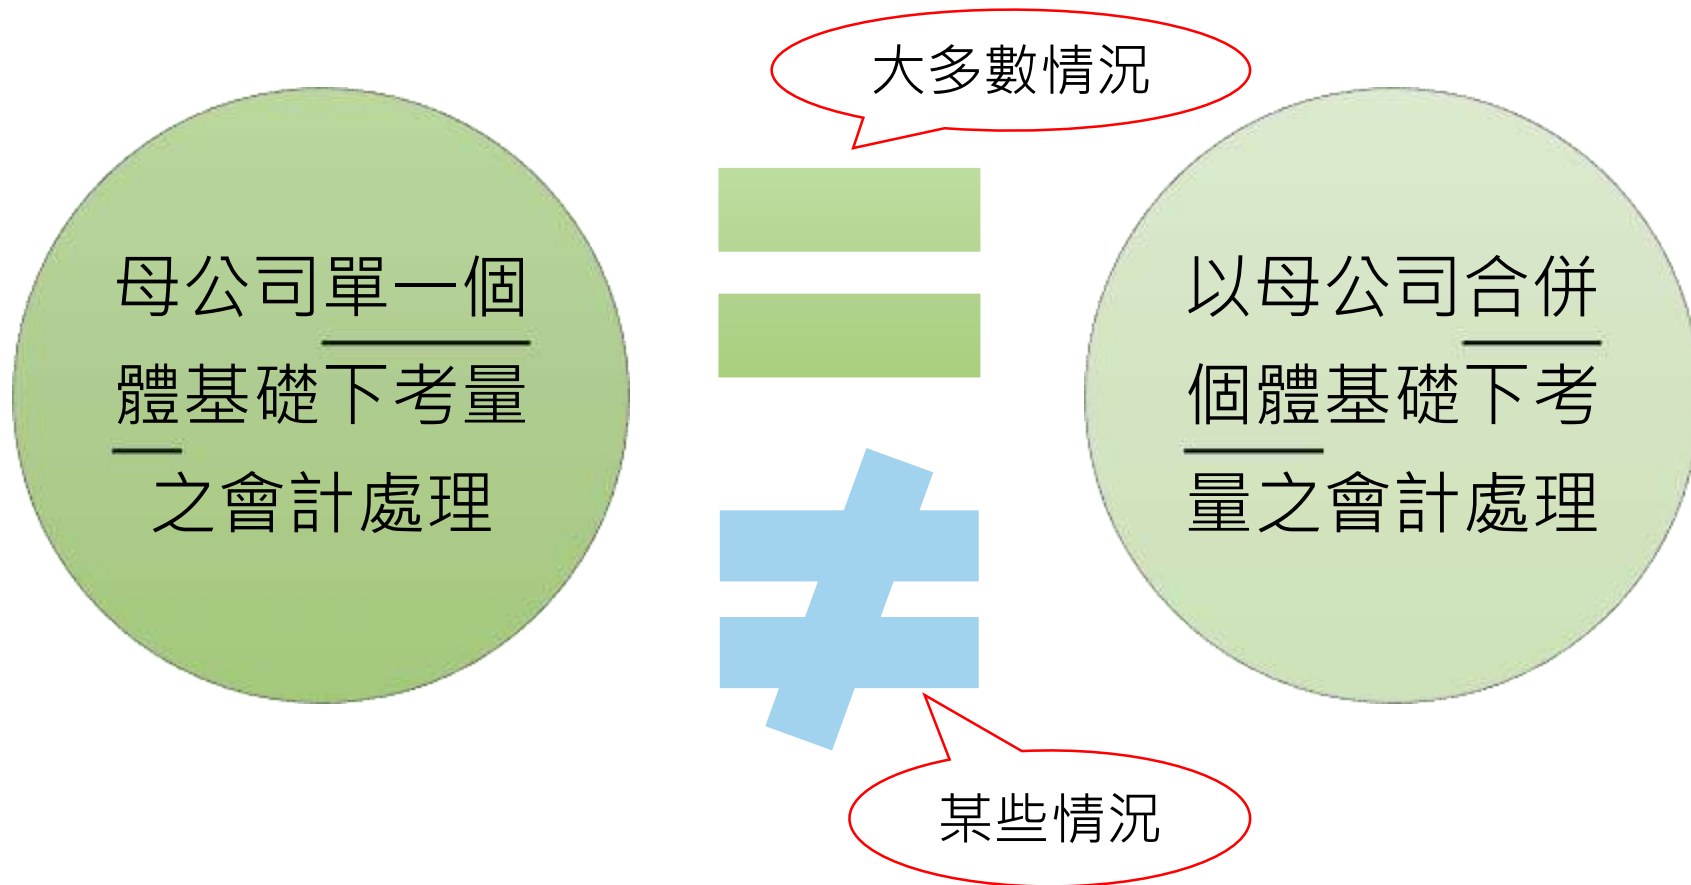 大多數情況
母公司單一個
體基礎下考量
之會計處理
以母公司合併
個體基礎下考
量之會計處理
某些情況